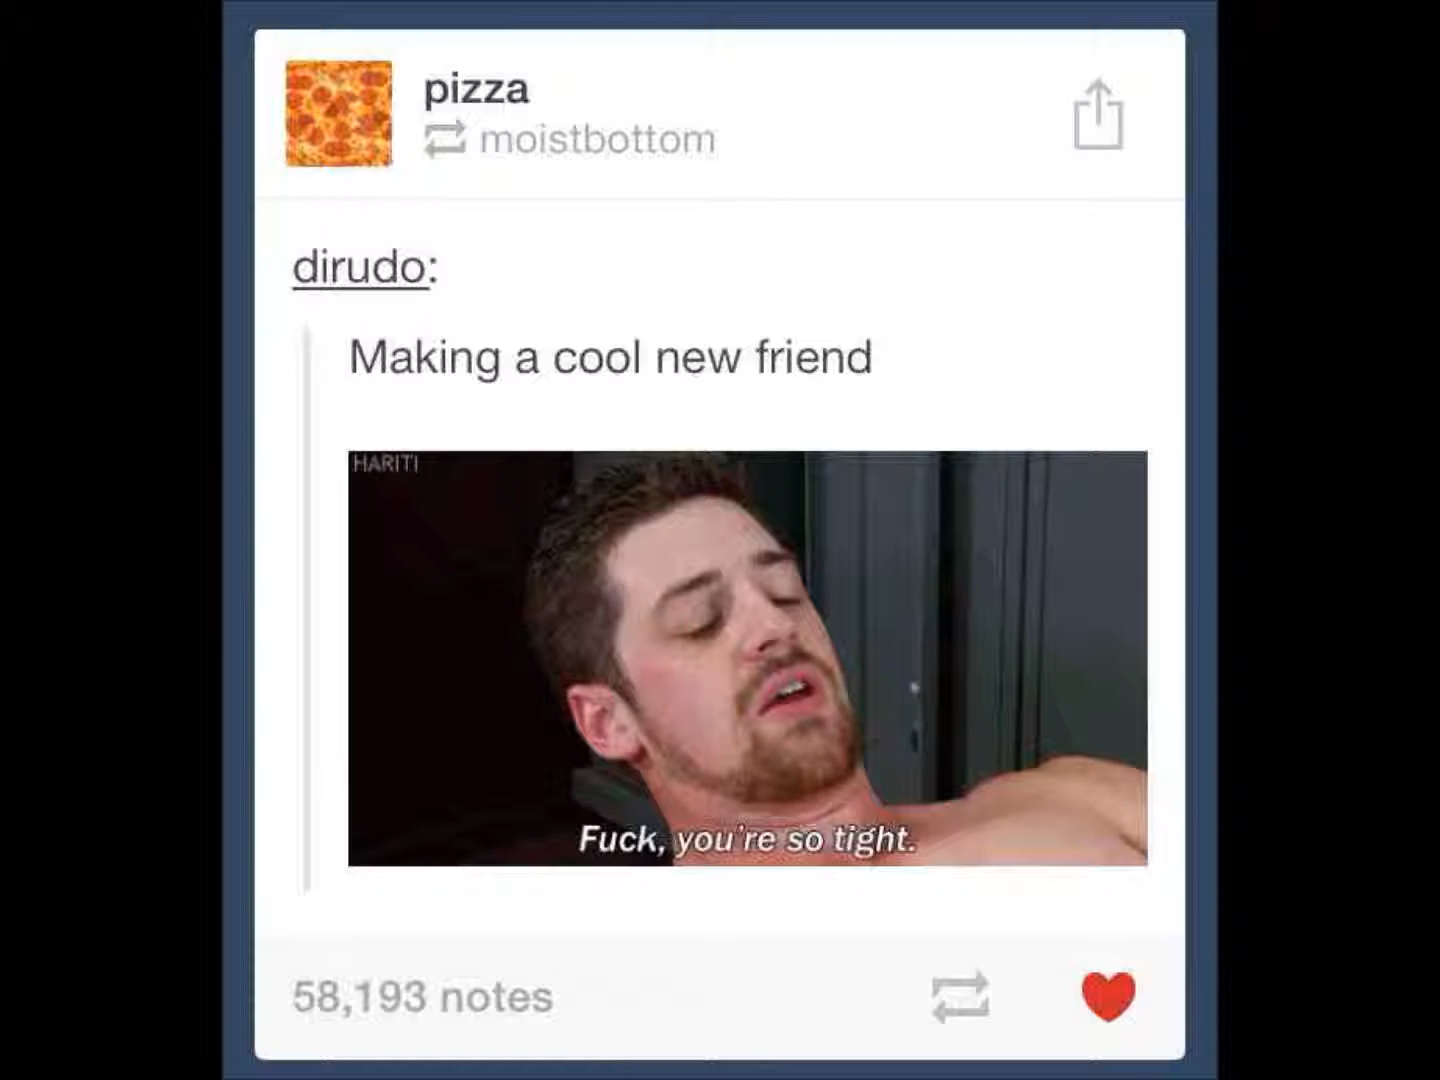 pizza
moistbottom
dirudo:
Making a cool new friend
HARITI
Fuck, you're so tight.
58,193 notes